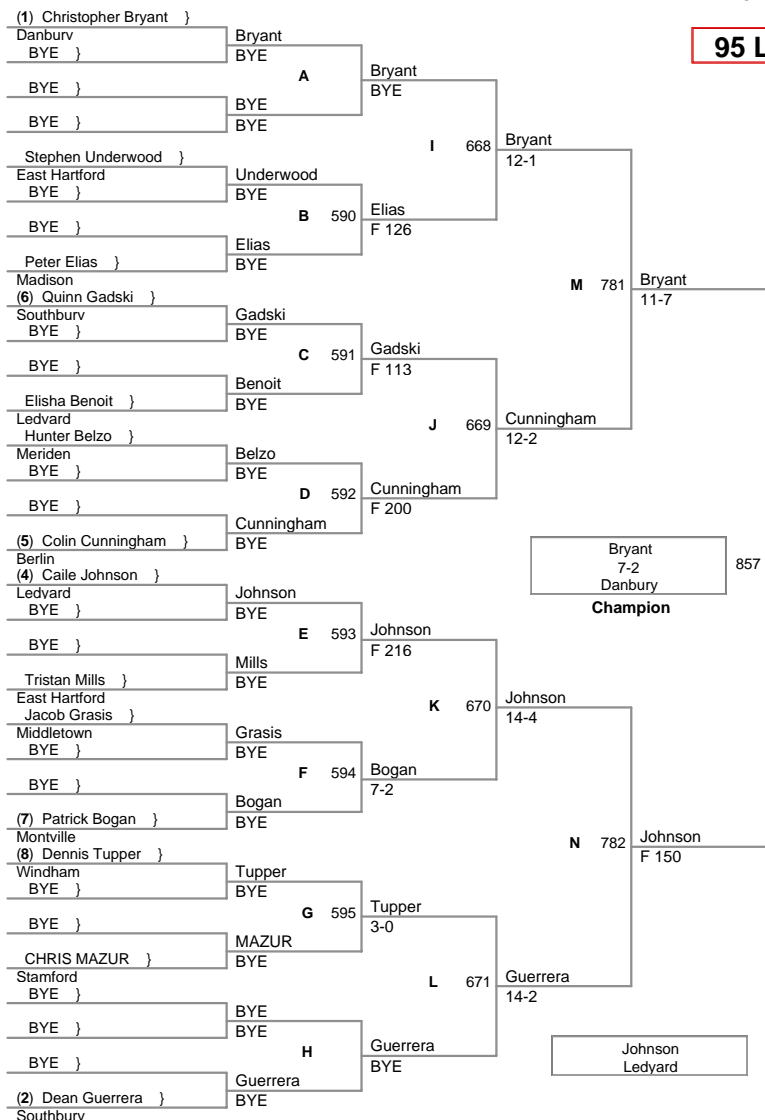 (1) Christopher Bryant }
Danbury
BYE }
BYE }
BYE }
Stephen Underwood }
East Hartford
BYE }
BYE }
Peter Elias }
Madison
(6) Quinn Gadski }
Southbury
BYE }
BYE }
Elisha Benoit }
Ledyard
Hunter Belzo }
Meriden
BYE }
BYE }
(5) Colin Cunningham }
Berlin
(4) Caile Johnson }
Ledyard
BYE }
BYE }
Tristan Mills }
East Hartford
Jacob Grasis }
Middletown
BYE }
BYE }
(7) Patrick Bogan }
Montville
(8) Dennis Tupper }
Windham
BYE }
BYE }
CHRIS MAZUR }
Stamford
BYE }
BYE }
BYE }
(2) Dean Guerrera }
Southbury
Bryant
BYE
A
BYE
BYE
Underwood
BYE
B 590
Elias
BYE
Gadski
BYE
C 591
Benoit
BYE
Belzo
BYE
D 592
Cunningham
BYE
Johnson
BYE
E 593
Mills
BYE
Grasis
BYE
F 594
Bogan
BYE
Tupper
BYE
G 595
MAZUR
BYE
BYE
BYE
H
Guerrera
BYE
Bryant
BYE
I 668
Elias
F 126
Gadski
F 113
J 669
Cunningham
F 200
Johnson
F 216
K 670
Bogan
7-2
Tupper
3-0
L 671
Guerrera
BYE
Bryant
12-1
M 781
Cunningham
12-2
Johnson
14-4
N 782
Guerrera
14-2
95 L
Bryant
11-7
Bryant
7-2
Danbury
857
Champion
Johnson
F 150
Johnson
Ledyard